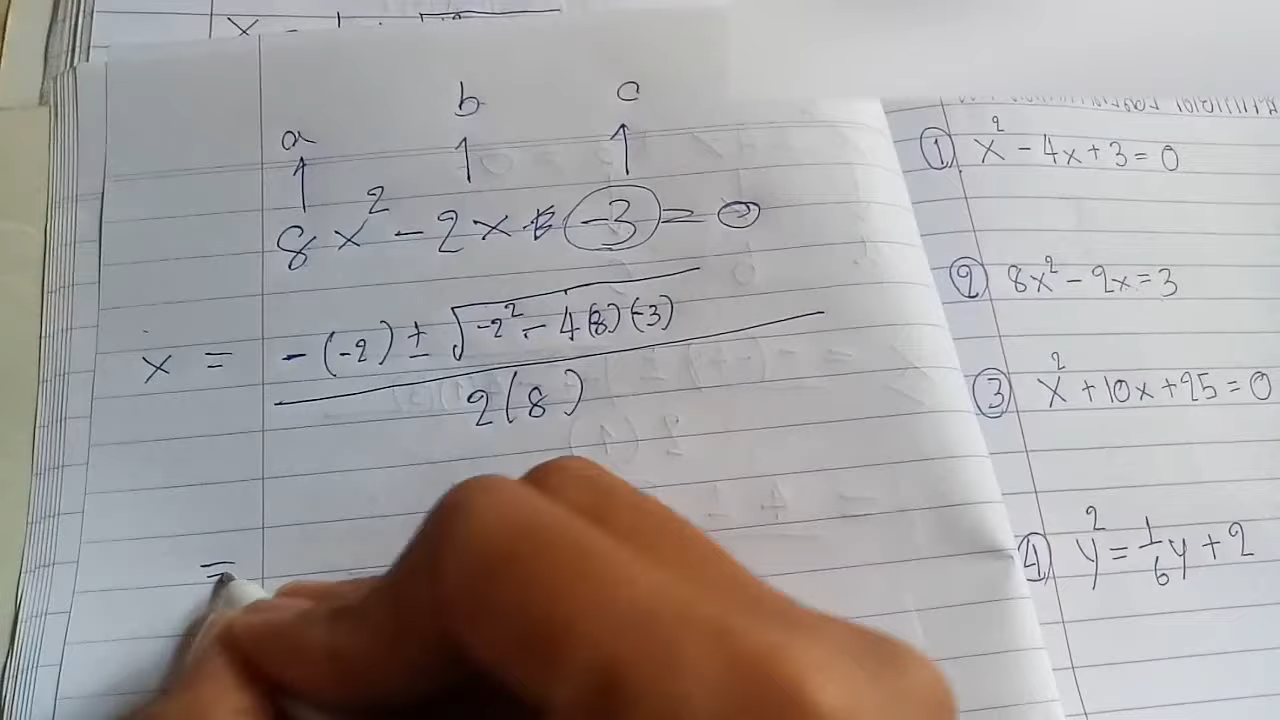 b c
a
8x² - 2x -3 = 0
x = -(-2) ± √-2² - 4(8)(-3)
2(8)
=
① x² - 4x + 3 = 0
② 8x² - 2x = 3
③ x² + 10x + 25 = 0
④ y² = 1/6 y + 2